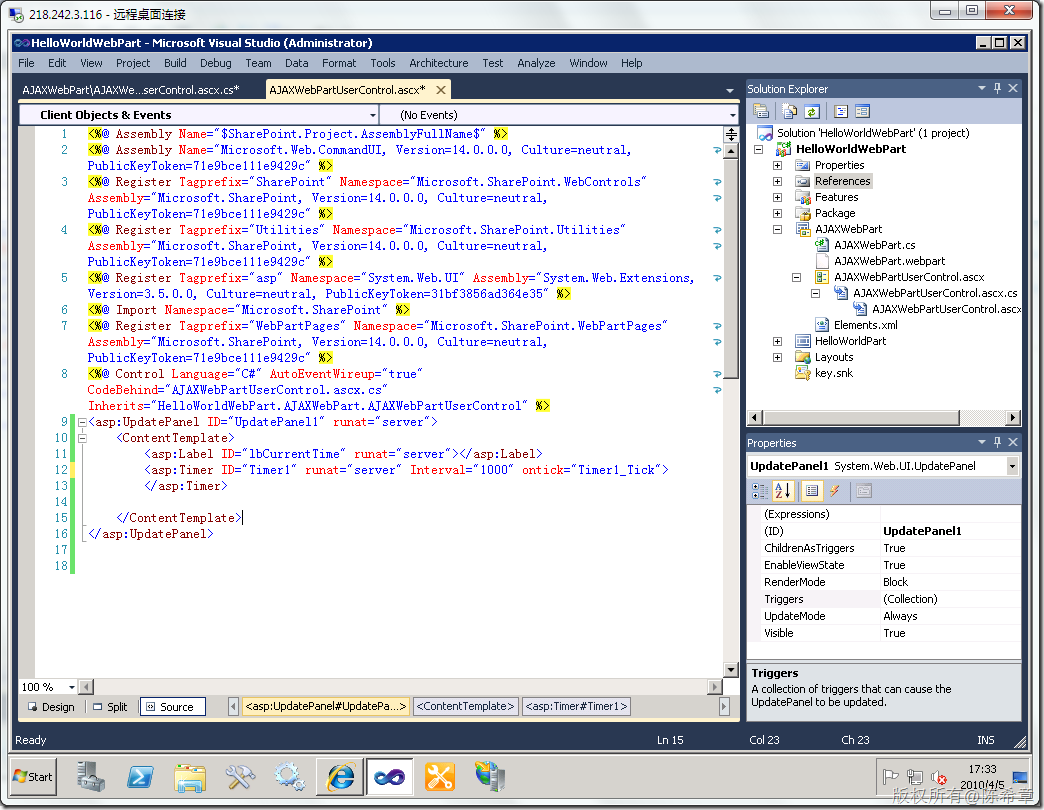 218.242.3.116 - 远程桌面连接
HelloWorldWebPart - Microsoft Visual Studio (Administrator)
File Edit View Project Build Debug Team Data Format Tools Architecture Test Analyze Window Help
AJAXWebPart\AJAXWe...serControl.ascx.cs* AJAXWebPartUserControl.ascx*
Client Objects & Events (No Events)
1 <%@ Assembly Name="$SharePoint.Project.AssemblyFullName$" %>
2 <%@ Assembly Name="Microsoft.Web.CommandUI, Version=14.0.0.0, Culture=neutral,
PublicKeyToken=71e9bce111e9429c" %>
3 <%@ Register Tagprefix="SharePoint" Namespace="Microsoft.SharePoint.WebControls"
Assembly="Microsoft.SharePoint, Version=14.0.0.0, Culture=neutral,
PublicKeyToken=71e9bce111e9429c" %>
4 <%@ Register Tagprefix="Utilities" Namespace="Microsoft.SharePoint.Utilities"
Assembly="Microsoft.SharePoint, Version=14.0.0.0, Culture=neutral,
PublicKeyToken=71e9bce111e9429c" %>
5 <%@ Register Tagprefix="asp" Namespace="System.Web.UI" Assembly="System.Web.Extensions,
Version=3.5.0.0, Culture=neutral, PublicKeyToken=31bf3856ad364e35" %>
6 <%@ Import Namespace="Microsoft.SharePoint" %>
7 <%@ Register Tagprefix="WebPartPages" Namespace="Microsoft.SharePoint.WebPartPages"
Assembly="Microsoft.SharePoint, Version=14.0.0.0, Culture=neutral,
PublicKeyToken=71e9bce111e9429c" %>
8 <%@ Control Language="C#" AutoEventWireup="true"
CodeBehind="AJAXWebPartUserControl.ascx.cs"
Inherits="HelloWorldWebPart.AJAXWebPart.AJAXWebPartUserControl" %>
9 <asp:UpdatePanel ID="UpdatePanel1" runat="server">
10 <ContentTemplate>
11 <asp:Label ID="lbCurrentTime" runat="server"></asp:Label>
12 <asp:Timer ID="Timer1" runat="server" Interval="1000" ontick="Timer1_Tick">
13 </asp:Timer>
14
15 </ContentTemplate>
16 </asp:UpdatePanel>
17
18
100 %
Design Split Source <asp:UpdatePanel#UpdatePa...> <ContentTemplate> <asp:Timer#Timer1>
Solution Explorer
Solution 'HelloWorldWebPart' (1 project)
HelloWorldWebPart
Properties
References
Features
Package
AJAXWebPart
AJAXWebPart.cs
AJAXWebPart.webpart
AJAXWebPartUserControl.ascx
AJAXWebPartUserControl.ascx.cs
AJAXWebPartUserControl.ascx
Elements.xml
HelloWorldPart
Layouts
key.snk
Properties
UpdatePanel1 System.Web.UI.UpdatePanel
(Expressions)
(ID) UpdatePanel1
ChildrenAsTriggers True
EnableViewState True
RenderMode Block
Triggers (Collection)
UpdateMode Always
Visible True
Triggers
A collection of triggers that can cause the
UpdatePanel to be updated.
Ready Ln 15 Col 23 Ch 23 INS
Start
17:33
2010/4/5
版权所有@陈希章